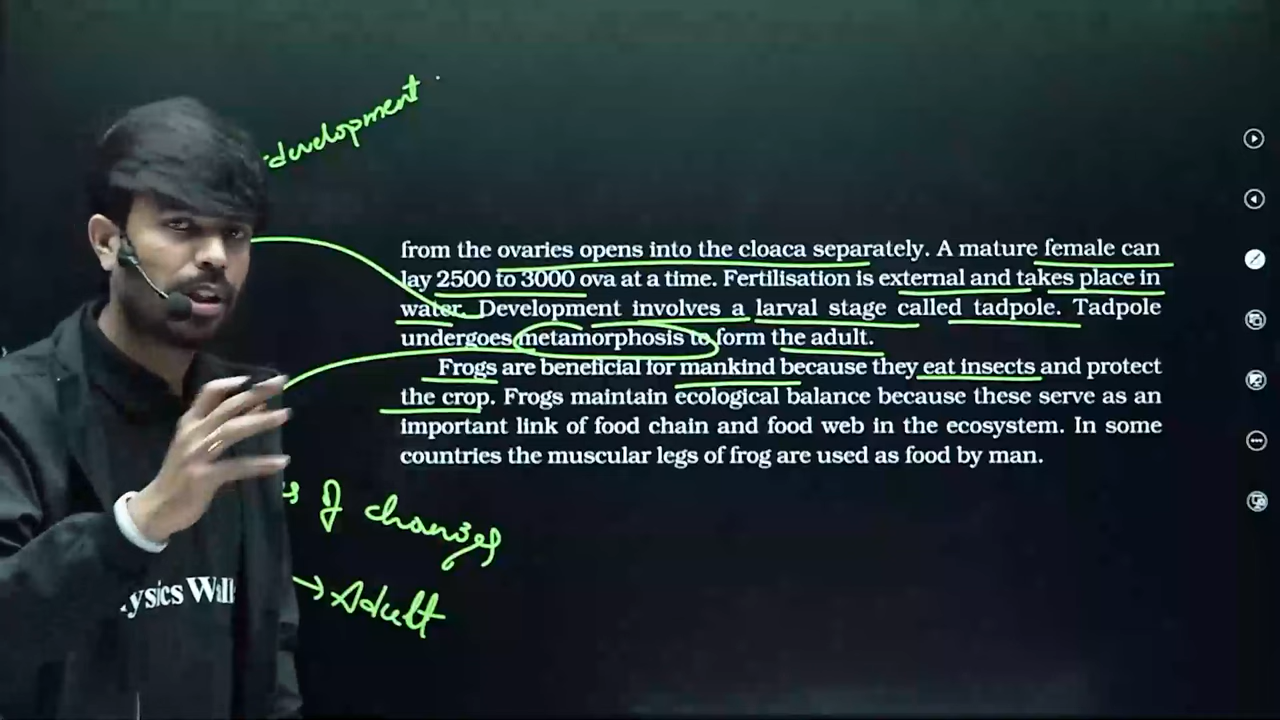 development
from the ovaries opens into the cloaca separately. A mature female can
lay 2500 to 3000 ova at a time. Fertilisation is external and takes place in
water. Development involves a larval stage called tadpole. Tadpole
undergoes metamorphosis to form the adult.
Frogs are beneficial for mankind because they eat insects and protect
the crop. Frogs maintain ecological balance because these serve as an
important link of food chain and food web in the ecosystem. In some
countries the muscular legs of frog are used as food by man.
of changes
→ Adult
ysics Wall